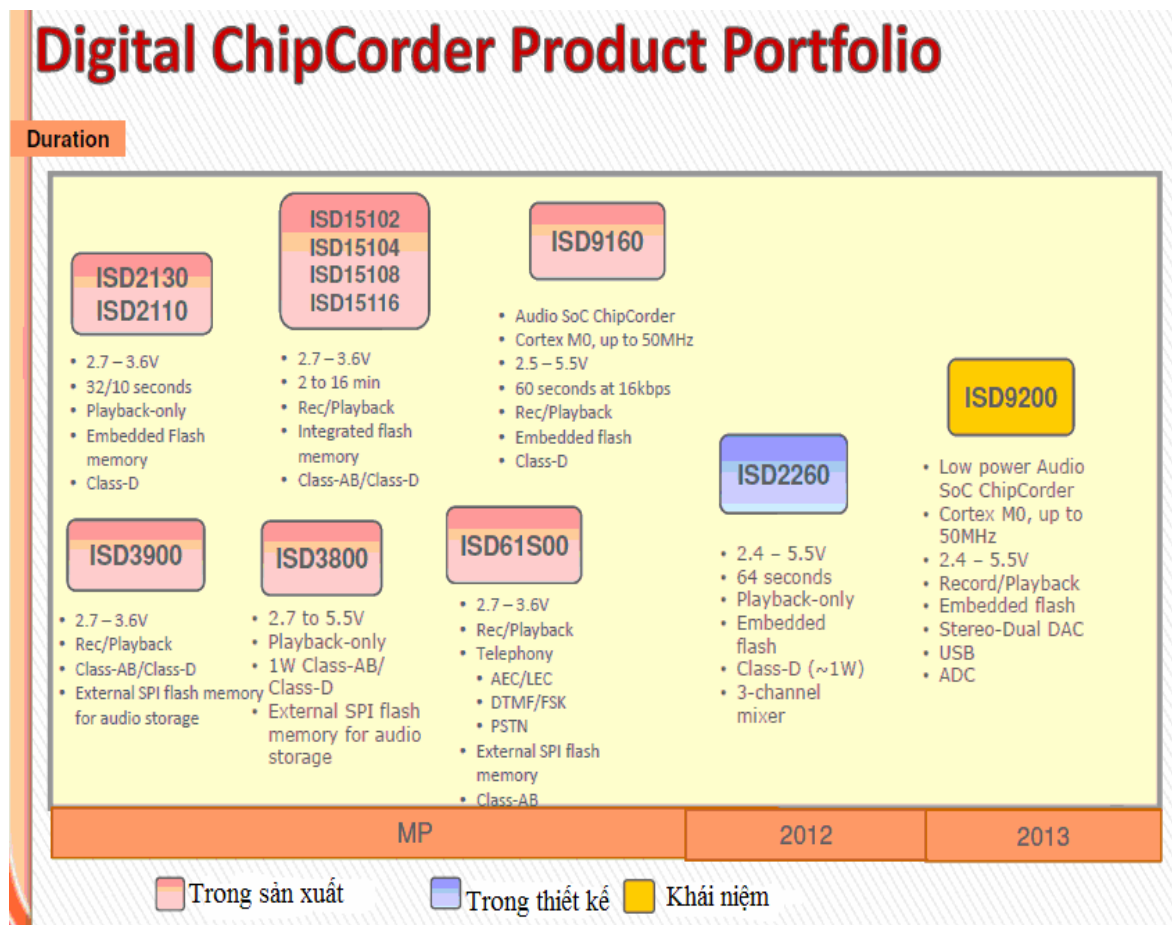 Digital ChipCorder Product Portfolio
Duration
ISD2130
ISD2110
• 2.7 – 3.6V
• 32/10 seconds
• Playback-only
• Embedded Flash
memory
• Class-D
ISD15102
ISD15104
ISD15108
ISD15116
• 2.7 – 3.6V
• 2 to 16 min
• Rec/Playback
• Integrated flash
memory
• Class-AB/Class-D
ISD9160
• Audio SoC ChipCorder
• Cortex M0, up to 50MHz
• 2.5 – 5.5V
• 60 seconds at 16kbps
• Rec/Playback
• Embedded flash
• Class-D
ISD3900
• 2.7 – 3.6V
• Rec/Playback
• Class-AB/Class-D
• External SPI flash memory
for audio storage
ISD3800
• 2.7 to 5.5V
• Playback-only
• 1W Class-AB/
Class-D
• External SPI flash
memory for audio
storage
ISD61S00
• 2.7 – 3.6V
• Rec/Playback
• Telephony
• AEC/LEC
• DTMF/FSK
• PSTN
• External SPI flash
memory
• Class-AB
ISD2260
• 2.4 – 5.5V
• 64 seconds
• Playback-only
• Embedded
flash
• Class-D (~1W)
• 3-channel
mixer
ISD9200
• Low power Audio
SoC ChipCorder
• Cortex M0, up to
50MHz
• 2.4 – 5.5V
• Record/Playback
• Embedded flash
• Stereo-Dual DAC
• USB
• ADC
MP
2012
2013
Trong sản xuất
Trong thiết kế
Khái niệm